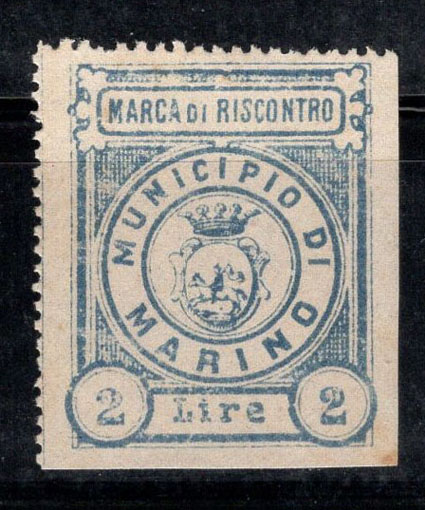 MARCA DI RISCONTRO
MUNICIPIO DI
MARINO
2 Lire 2